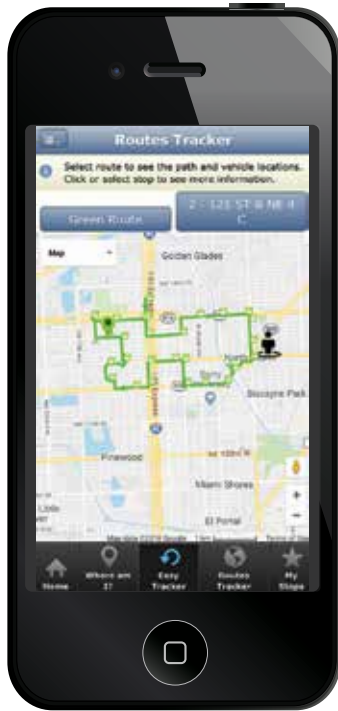 Routes Tracker
Select route to see the path and vehicle locations.
Click or select stop to see more information.
Green Route
2 - 121 ST & NE 4
C
Map
Golden Glades
North
Biscayne Park
Pinewood
Miami Shores
El Portal
+
−
Home
Where am
I?
Easy
Tracker
Routes
Tracker
My
Stops